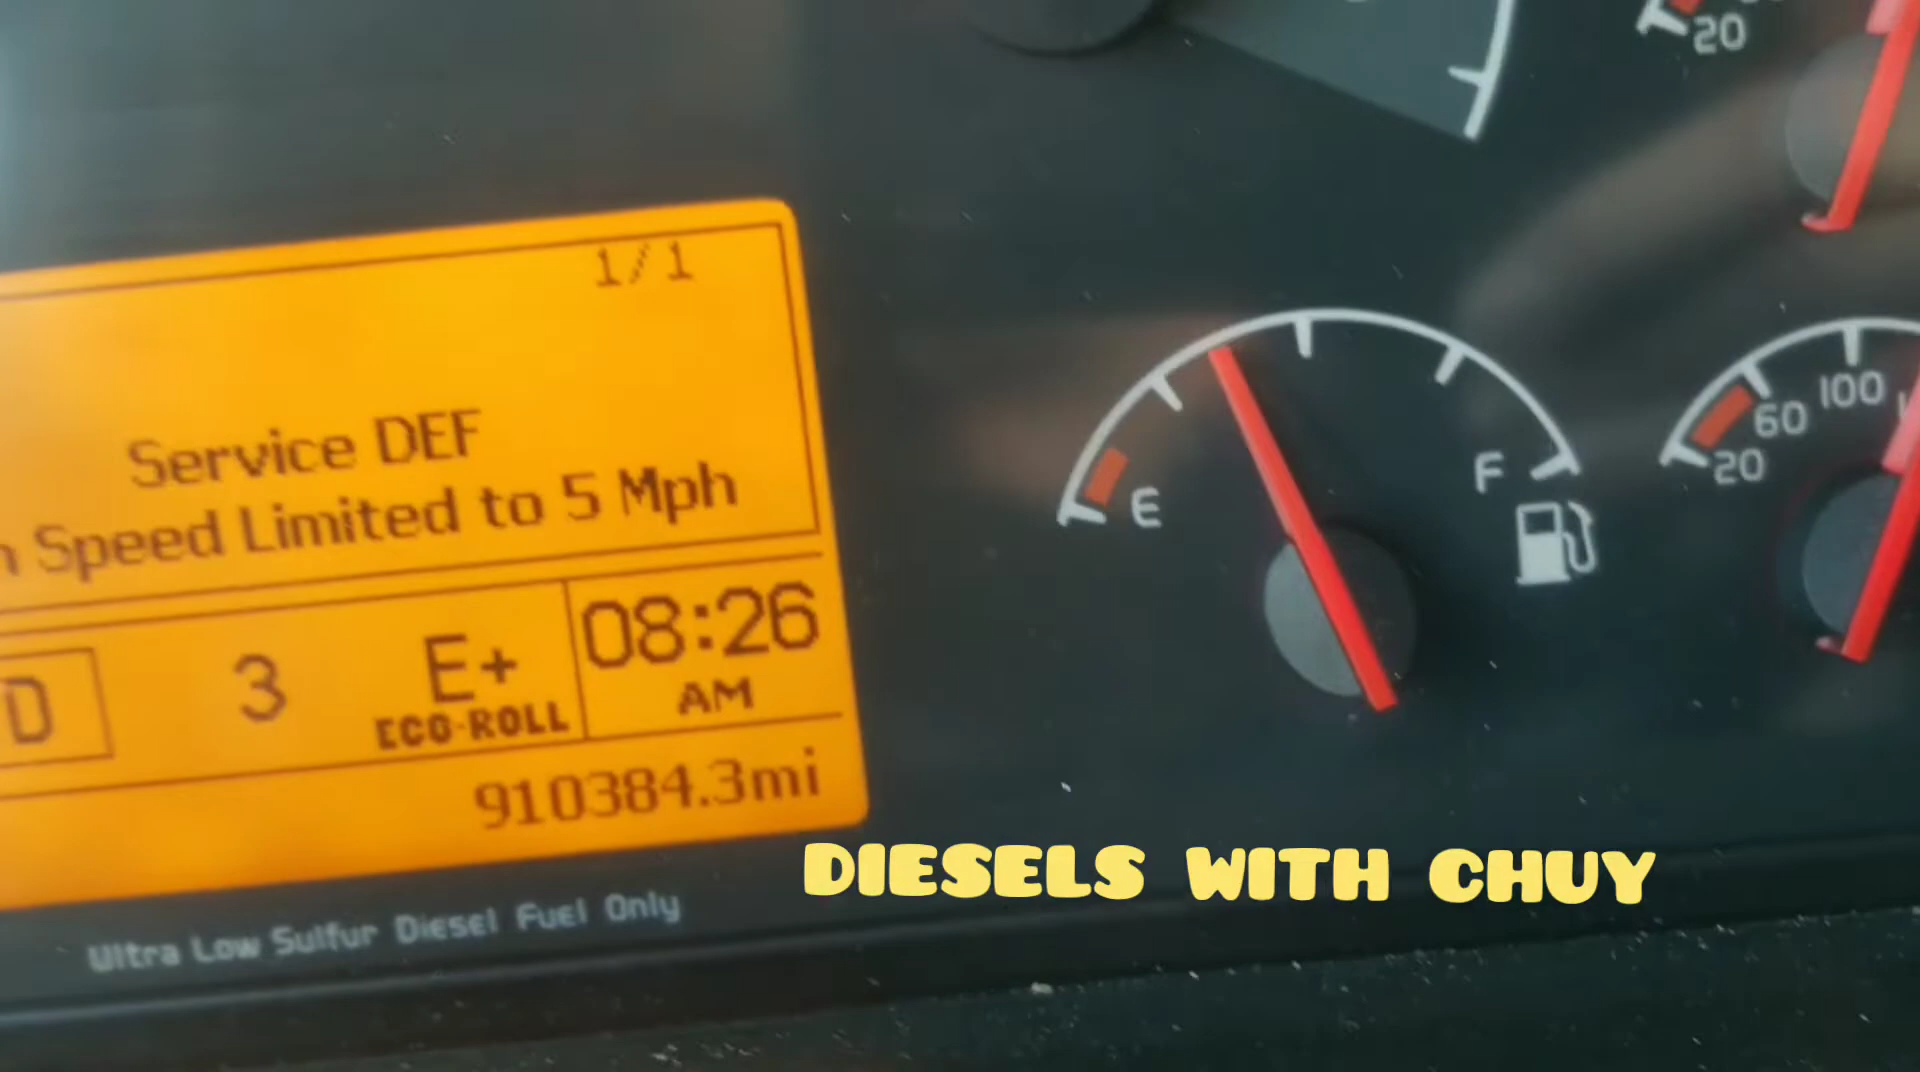 20
1/1
Service DEF
n Speed Limited to 5 Mph
E
F
60
100
20
D
3
E+
ECO-ROLL
08:26
AM
910384.3mi
DIESELS WITH CHUY
Ultra Low Sulfur Diesel Fuel Only